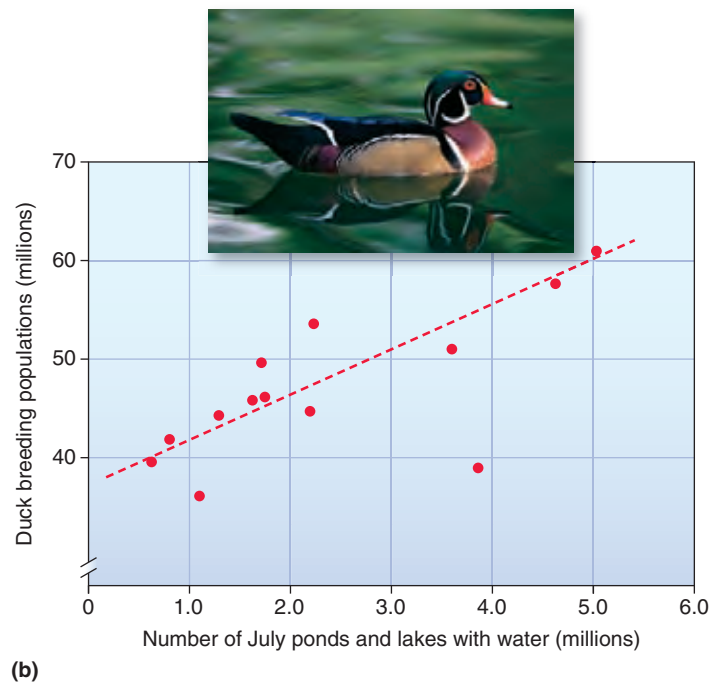 70
60
50
40
Duck breeding populations (millions)
0 1.0 2.0 3.0 4.0 5.0 6.0
Number of July ponds and lakes with water (millions)
(b)